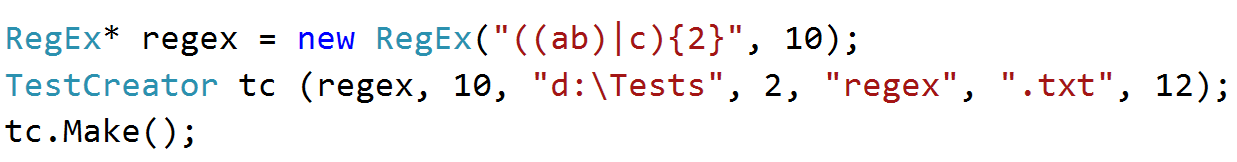 RegEx* regex = new RegEx("((ab)|c){2}", 10);
TestCreator tc (regex, 10, "d:\Tests", 2, "regex", ".txt", 12);
tc.Make();